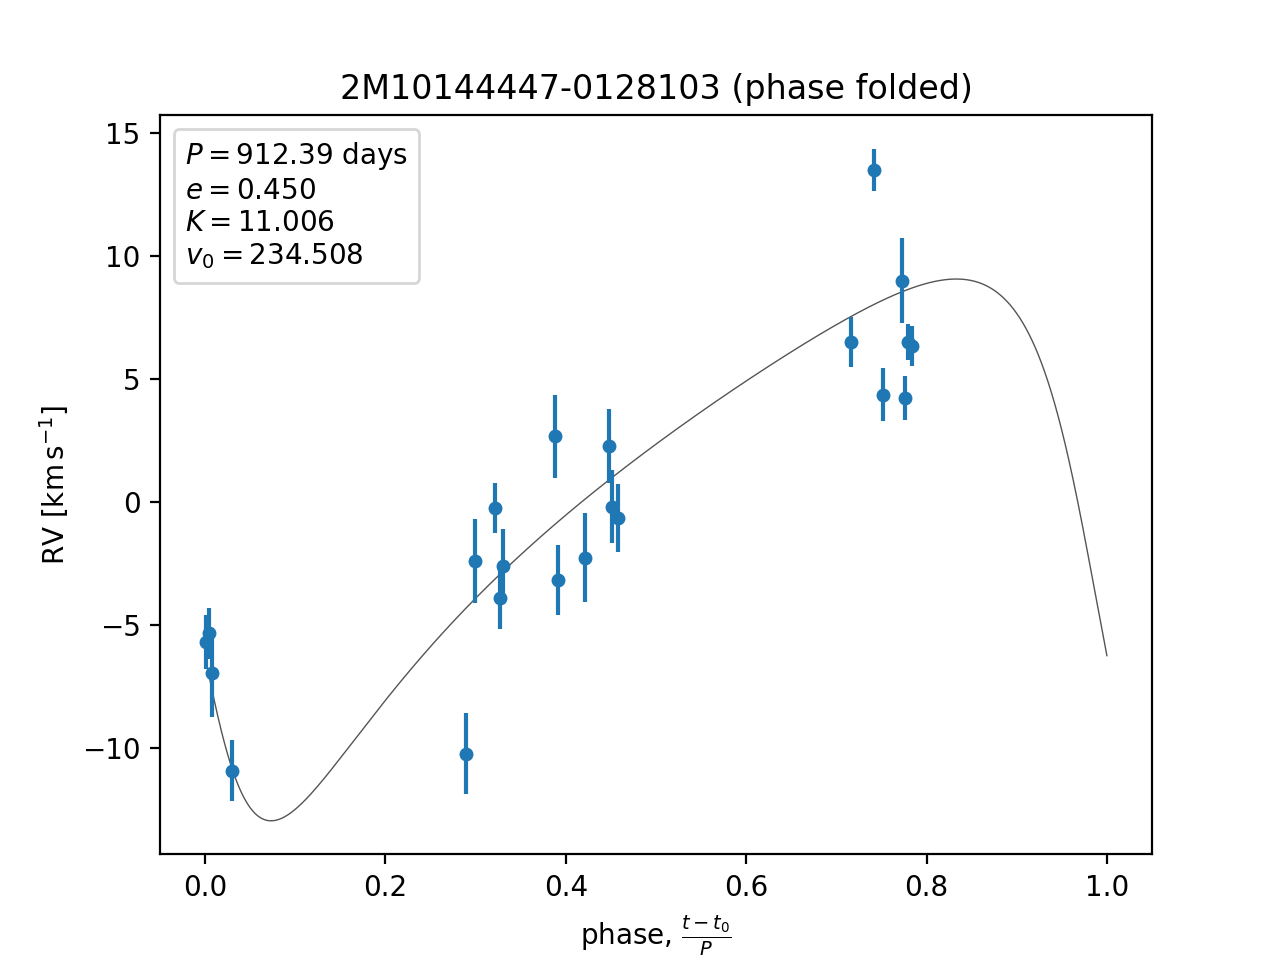 2M10144447-0128103 (phase folded)
P = 912.39 days
e = 0.450
K = 11.006
v₀ = 234.508
15
10
5
0
−5
−10
RV [km s⁻¹]
0.0 0.2 0.4 0.6 0.8 1.0
phase, (t − t₀)/P